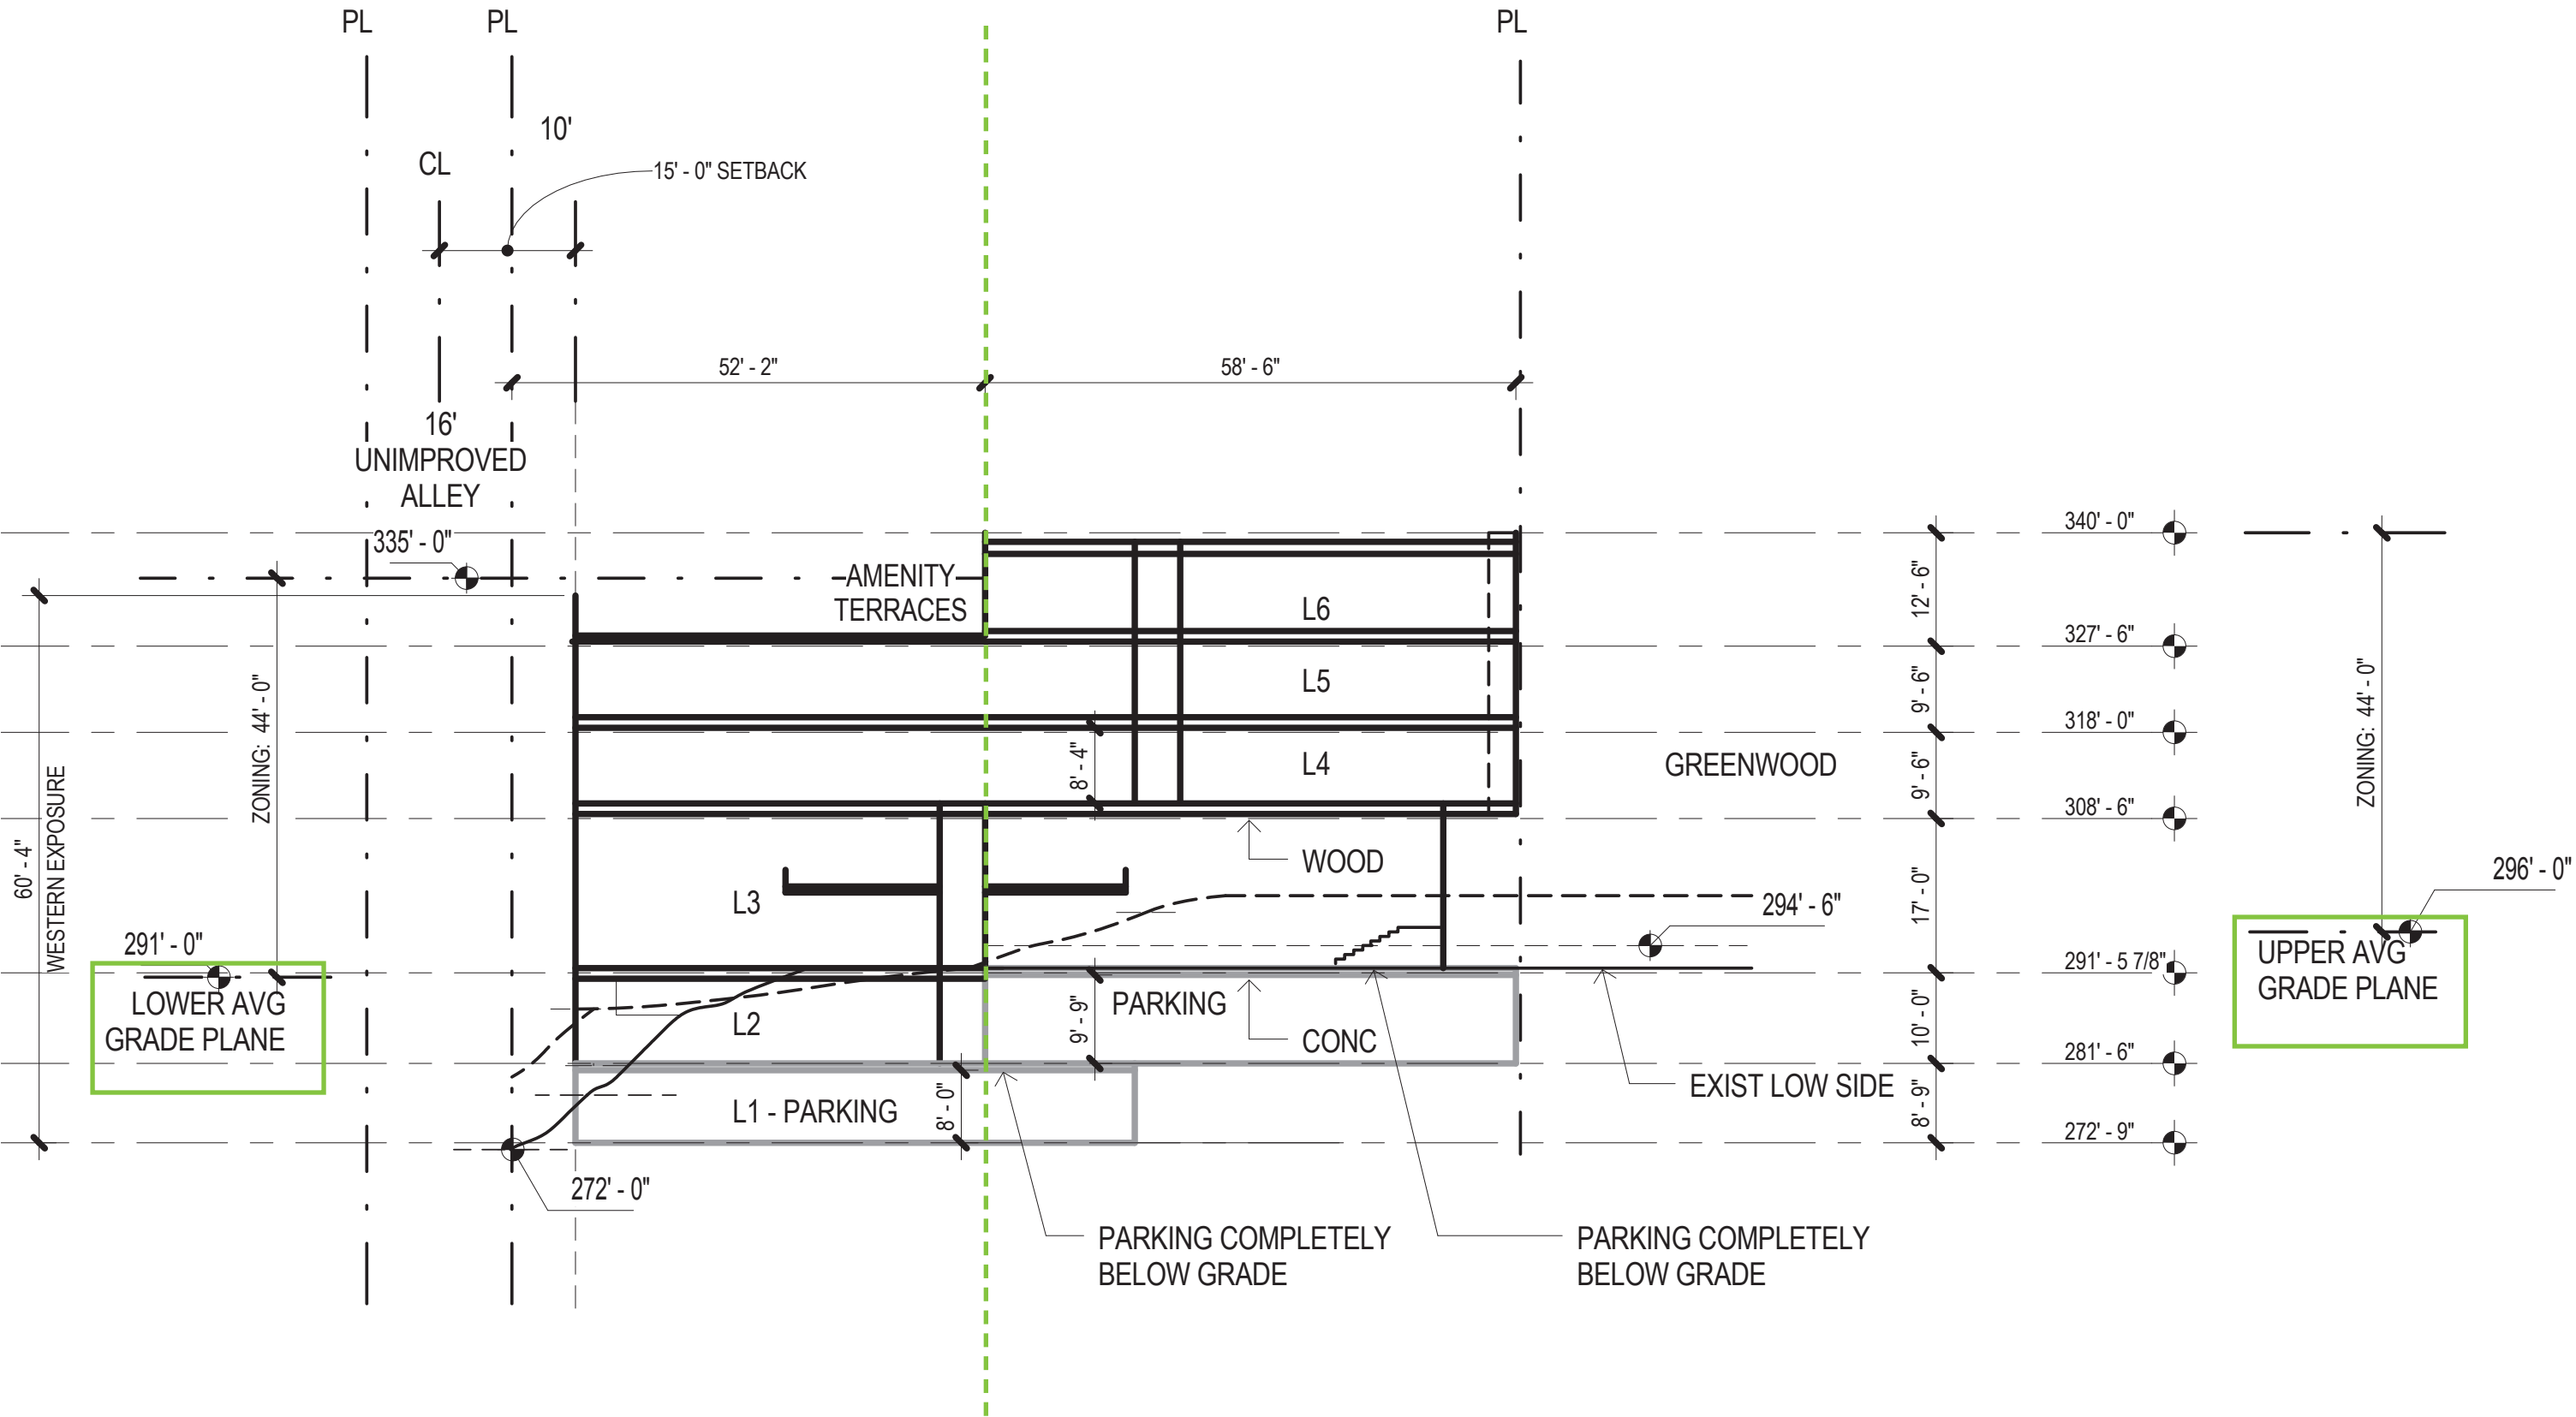 PL
PL
PL
10'
CL
15' - 0" SETBACK
52' - 2"
58' - 6"
16'
UNIMPROVED
ALLEY
335' - 0"
340' - 0"
AMENITY
TERRACES
L6
12' - 6"
327' - 6"
L5
9' - 6"
318' - 0"
ZONING: 44' - 0"
ZONING: 44' - 0"
8' - 4"
L4
GREENWOOD
9' - 6"
308' - 6"
60' - 4"
WESTERN EXPOSURE
WOOD
L3
17' - 0"
294' - 6"
296' - 0"
291' - 0"
291' - 5 7/8"
UPPER AVG
GRADE PLANE
LOWER AVG
GRADE PLANE
L2
9' - 9"
PARKING
CONC
10' - 0"
281' - 6"
EXIST LOW SIDE
L1 - PARKING
8' - 0"
8' - 9"
272' - 9"
272' - 0"
PARKING COMPLETELY
BELOW GRADE
PARKING COMPLETELY
BELOW GRADE